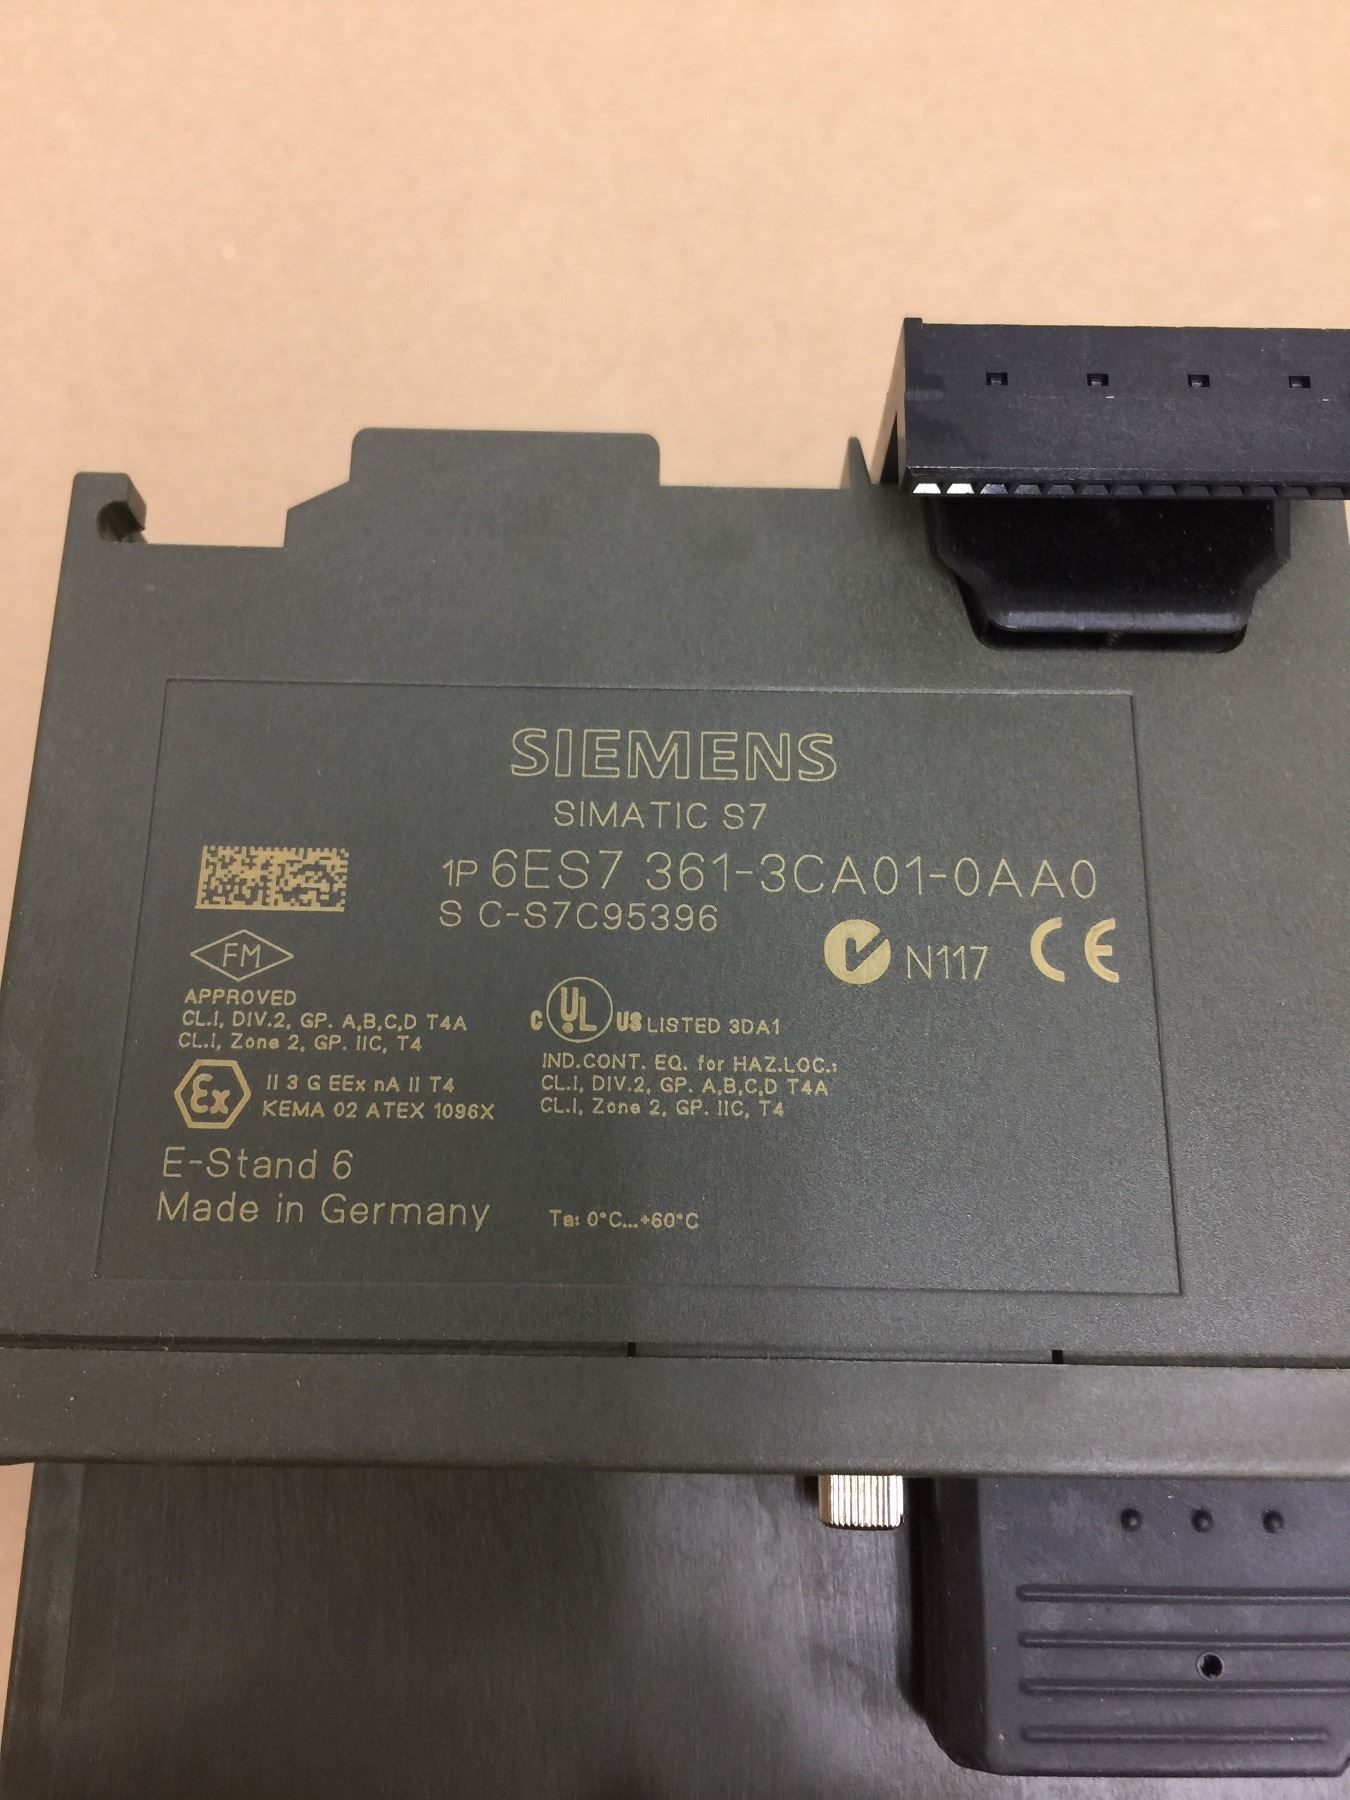 SIEMENS
SIMATIC S7
1P 6ES7 361-3CA01-0AA0
S C-S7C95396
N117 CE
FM
APPROVED
CL.I, DIV.2, GP. A,B,C,D T4A
CL.I, Zone 2, GP. IIC, T4
C UL US LISTED 3DA1
IND.CONT. EQ. for HAZ.LOC.:
CL.I, DIV.2, GP. A,B,C,D T4A
CL.I, Zone 2, GP. IIC, T4
Ex II 3 G EEx nA II T4
KEMA 02 ATEX 1096X
E-Stand 6
Made in Germany
Ta: 0°C...+60°C